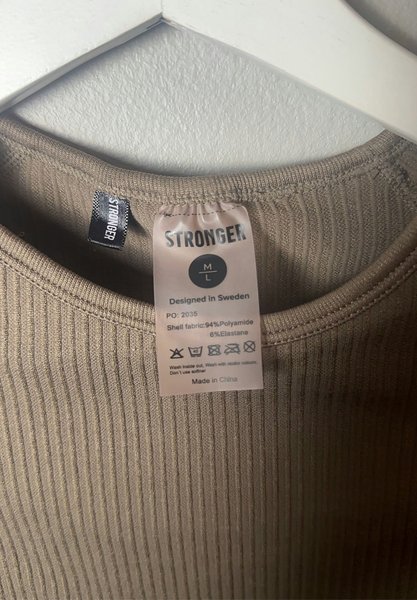 STRONGER
STRONGER
M
L
Designed in Sweden
PO: 2035
Shell fabric:94%Polyamide
6%Elastane
Wash inside out, Wash with similar colours.
Don't use softner
Made in China